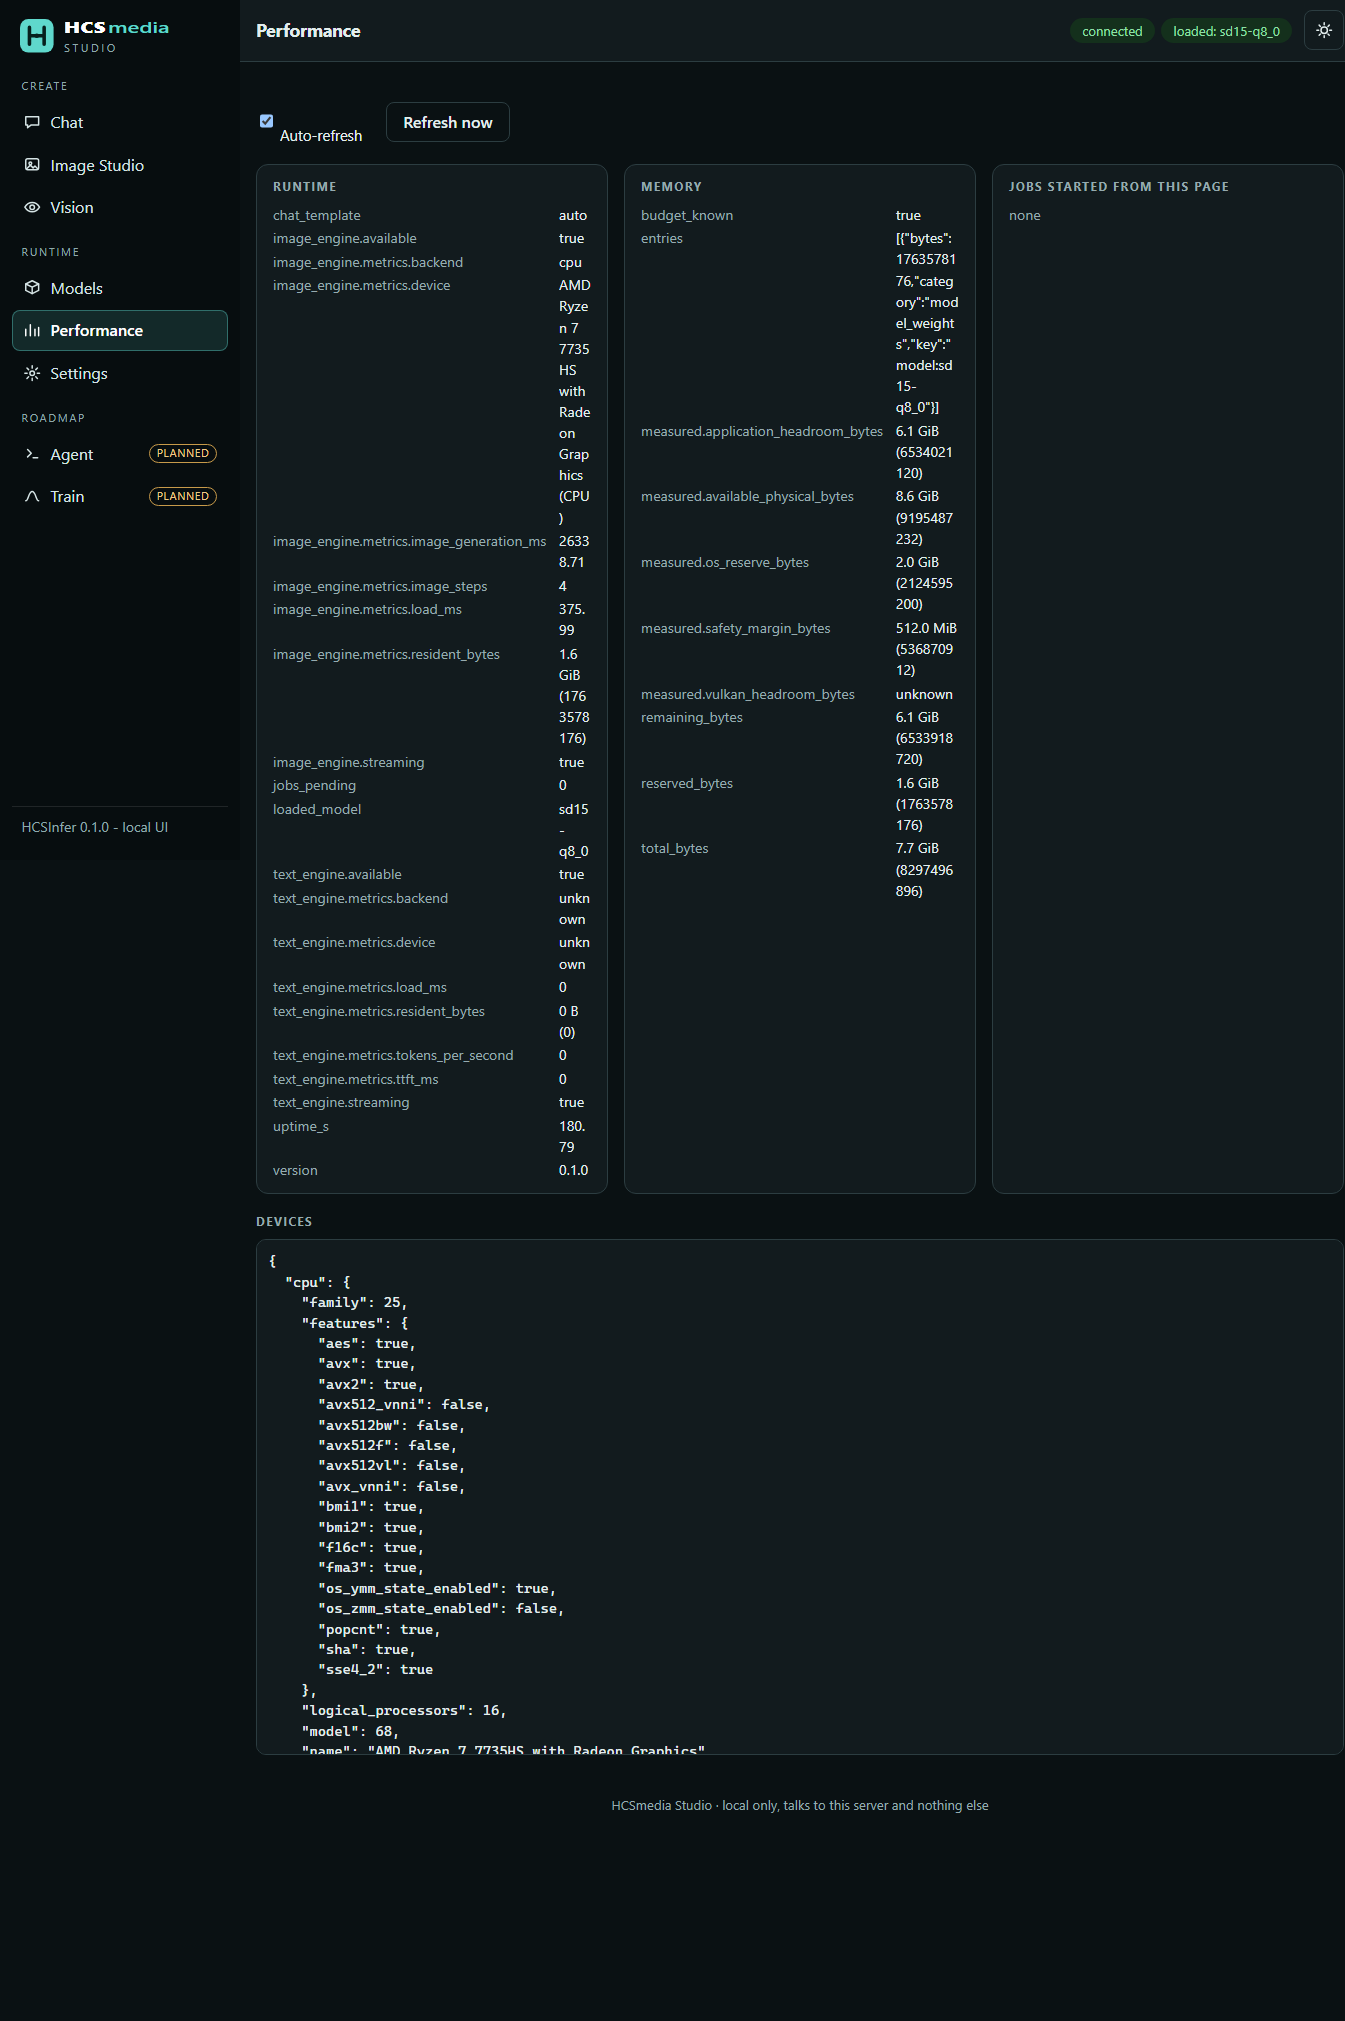 HCSmedia
STUDIO
CREATE
Chat
Image Studio
Vision
RUNTIME
Models
Performance
Settings
ROADMAP
Agent PLANNED
Train PLANNED
HCSInfer 0.1.0 - local UI
Performance
connected
loaded: sd15-q8_0
Auto-refresh
Refresh now
RUNTIME
chat_template auto
image_engine.available true
image_engine.metrics.backend cpu
image_engine.metrics.device AMD
Ryze
n 7
7735
HS
with
Rade
on
Grap
hics
(CPU
)
image_engine.metrics.image_generation_ms 2633
8.71
image_engine.metrics.image_steps 4
image_engine.metrics.load_ms 375.
99
image_engine.metrics.resident_bytes 1.6
GiB
(176
3578
176)
image_engine.streaming true
jobs_pending 0
loaded_model sd15
-
q8_0
text_engine.available true
text_engine.metrics.backend unkn
own
text_engine.metrics.device unkn
own
text_engine.metrics.load_ms 0
text_engine.metrics.resident_bytes 0 B
(0)
text_engine.metrics.tokens_per_second 0
text_engine.metrics.ttft_ms 0
text_engine.streaming true
uptime_s 180.
79
version 0.1.0
MEMORY
budget_known true
entries [{"bytes":
17635781
76,"categ
ory":"mod
el_weight
s","key":"
model:sd
15-
q8_0"}]
measured.application_headroom_bytes 6.1 GiB
(6534021
120)
measured.available_physical_bytes 8.6 GiB
(9195487
232)
measured.os_reserve_bytes 2.0 GiB
(2124595
200)
measured.safety_margin_bytes 512.0 MiB
(5368709
12)
measured.vulkan_headroom_bytes unknown
remaining_bytes 6.1 GiB
(6533918
720)
reserved_bytes 1.6 GiB
(1763578
176)
total_bytes 7.7 GiB
(8297496
896)
JOBS STARTED FROM THIS PAGE
none
DEVICES
{
"cpu": {
"family": 25,
"features": {
"aes": true,
"avx": true,
"avx2": true,
"avx512_vnni": false,
"avx512bw": false,
"avx512f": false,
"avx512vl": false,
"avx_vnni": false,
"bmi1": true,
"bmi2": true,
"f16c": true,
"fma3": true,
"os_ymm_state_enabled": true,
"os_zmm_state_enabled": false,
"popcnt": true,
"sha": true,
"sse4_2": true
},
"logical_processors": 16,
"model": 68,
"name": "AMD Ryzen 7 7735HS with Radeon Graphics"
HCSmedia Studio · local only, talks to this server and nothing else